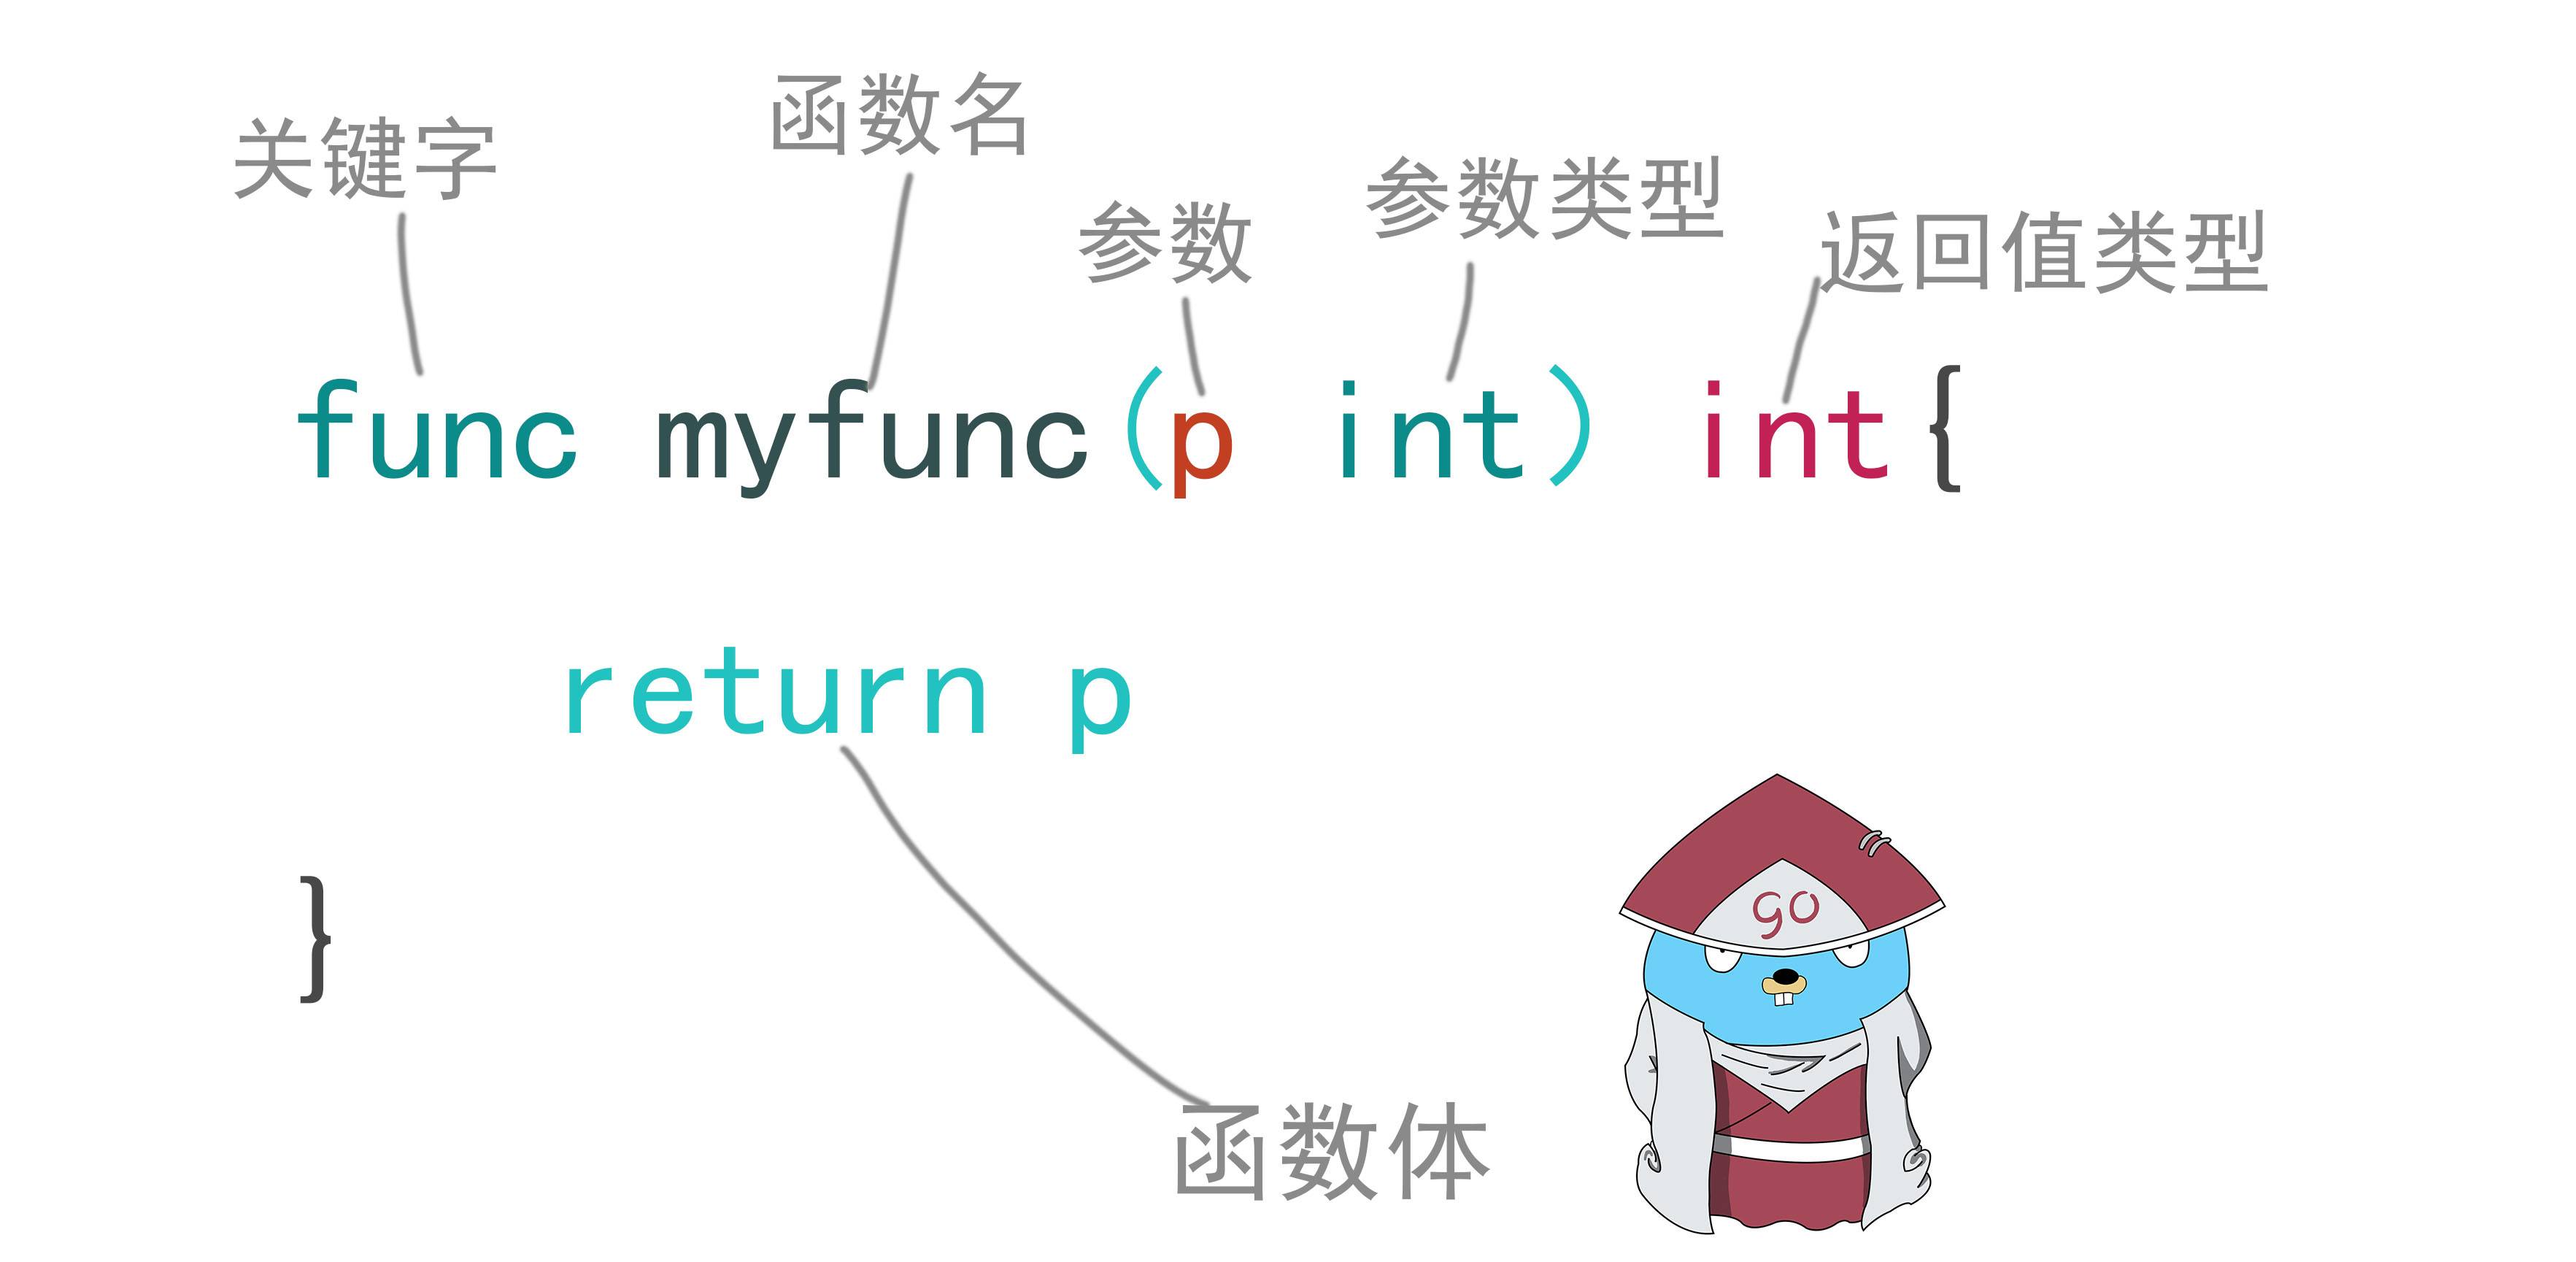 关键字
函数名
参数
参数类型
返回值类型
func myfunc(p int) int{
return p
}
函数体
go